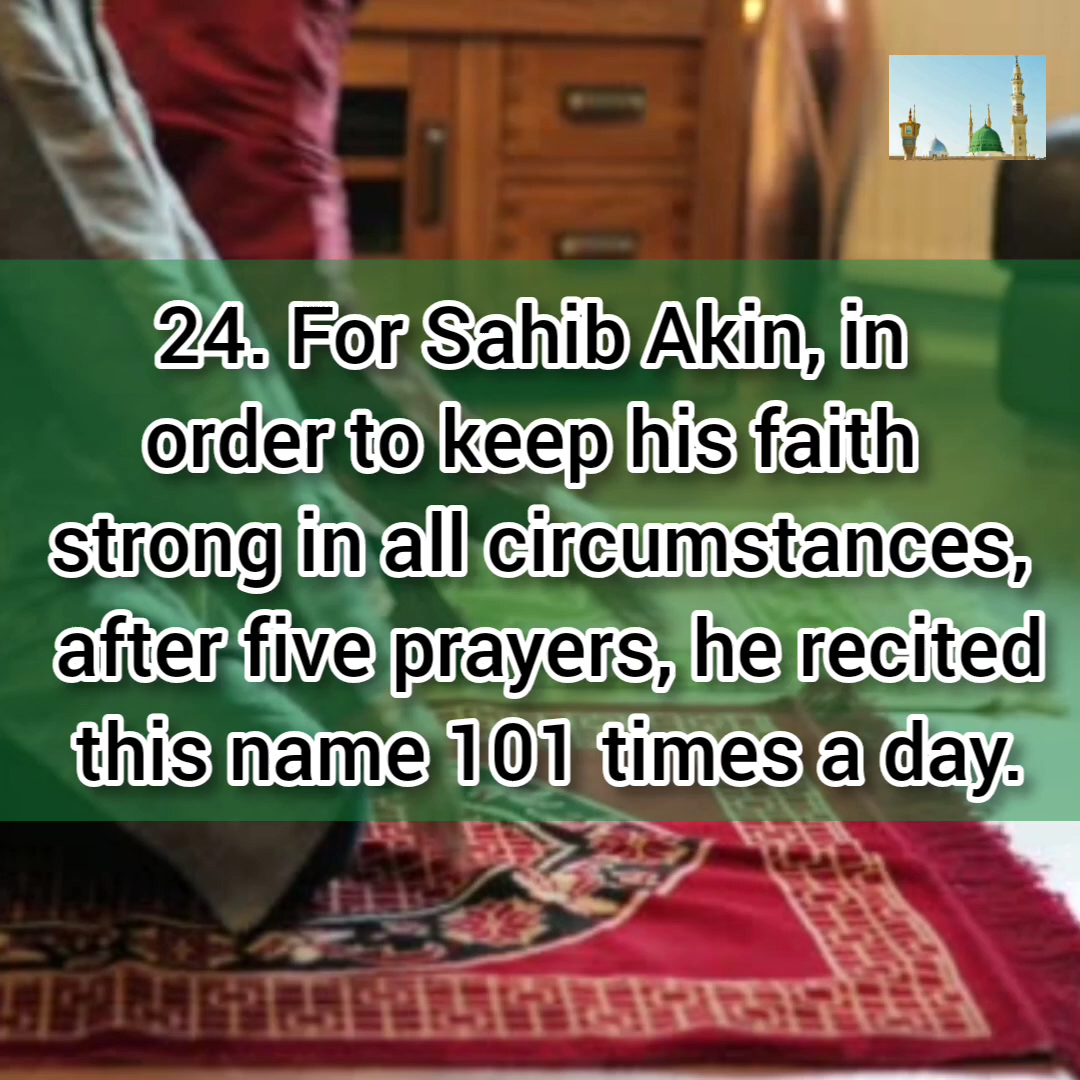 24. For Sahib Akin, in
order to keep his faith
strong in all circumstances,
after five prayers, he recited
this name 101 times a day.